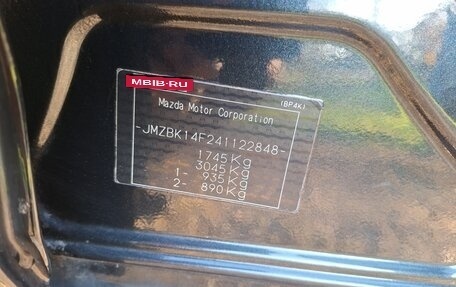 MBIB-RU
(BP4K)
Mazda Motor Corporation
-JMZBK14F241122848-
1745Kg
3045Kg
1- 935Kg
2- 890Kg